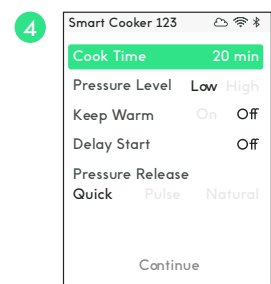 4
Smart Cooker 123
Cook Time 20 min
Pressure Level Low High
Keep Warm On Off
Delay Start Off
Pressure Release
Quick Pulse Natural
Continue